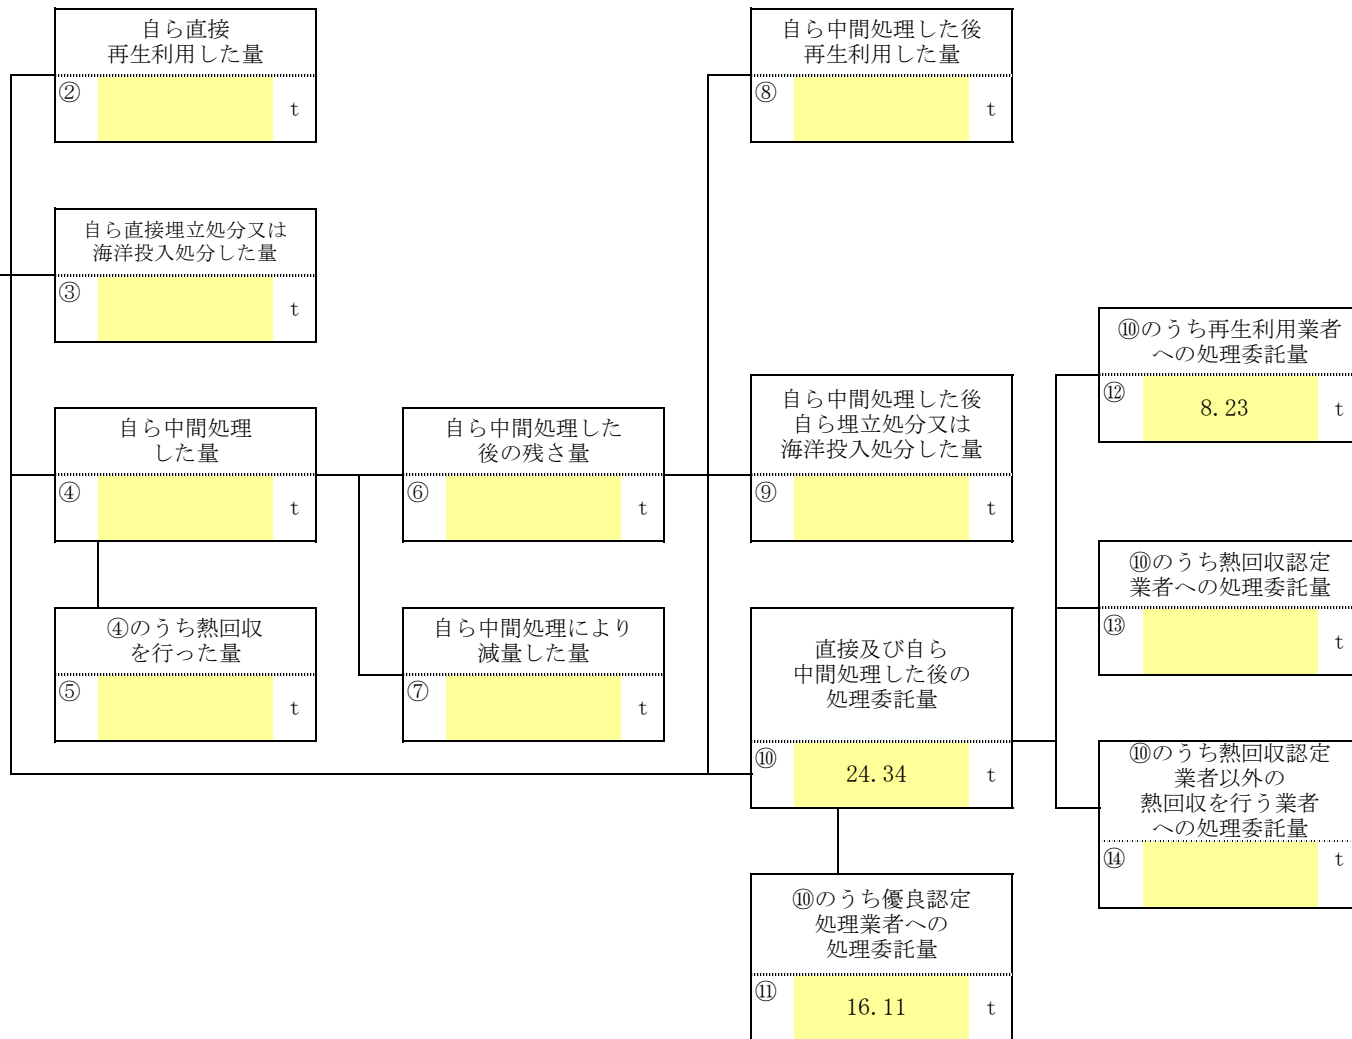 自ら直接
再生利用した量
②
t
自ら直接埋立処分又は
海洋投入処分した量
③
t
自ら中間処理
した量
④
t
④のうち熱回収
を行った量
⑤
t
自ら中間処理した
後の残さ量
⑥
t
自ら中間処理により
減量した量
⑦
t
自ら中間処理した後
再生利用した量
⑧
t
自ら中間処理した後
自ら埋立処分又は
海洋投入処分した量
⑨
t
直接及び自ら
中間処理した後の
処理委託量
⑩ 24.34 t
⑩のうち優良認定
処理業者への
処理委託量
⑪ 16.11 t
⑩のうち再生利用業者
への処理委託量
⑫ 8.23 t
⑩のうち熱回収認定
業者への処理委託量
⑬
t
⑩のうち熱回収認定
業者以外の
熱回収を行う業者
への処理委託量
⑭
t